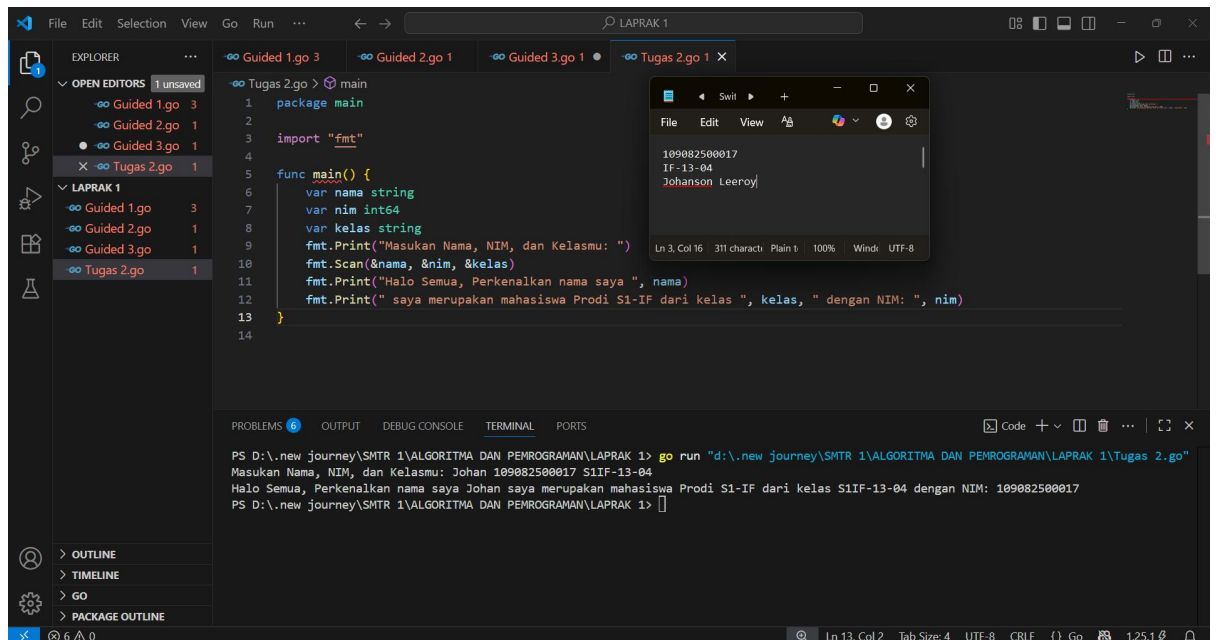 File Edit Selection View Go Run ··· ← → LAPRAK 1
EXPLORER ···
OPEN EDITORS 1 unsaved
Guided 1.go 3
Guided 2.go 1
Guided 3.go 1
Tugas 2.go 1
LAPRAK 1
Guided 1.go 3
Guided 2.go 1
Guided 3.go 1
Tugas 2.go 1
OUTLINE
TIMELINE
GO
PACKAGE OUTLINE
Guided 1.go 3 Guided 2.go 1 Guided 3.go 1 Tugas 2.go 1
Tugas 2.go > main
1 package main
2
3 import "fmt"
4
5 func main() {
6 var nama string
7 var nim int64
8 var kelas string
9 fmt.Print("Masukan Nama, NIM, dan Kelasmu: ")
10 fmt.Scan(&nama, &nim, &kelas)
11 fmt.Print("Halo Semua, Perkenalkan nama saya ", nama)
12 fmt.Print(" saya merupakan mahasiswa Prodi S1-IF dari kelas ", kelas, " dengan NIM: ", nim)
13 }
14
Swit
File Edit View
109082500017
IF-13-04
Johanson Leeroy
Ln 3, Col 16 311 characte Plain t 100% Windc UTF-8
PROBLEMS 6 OUTPUT DEBUG CONSOLE TERMINAL PORTS Code
PS D:\.new journey\SMTR 1\ALGORITMA DAN PEMROGRAMAN\LAPRAK 1> go run "d:\.new journey\SMTR 1\ALGORITMA DAN PEMROGRAMAN\LAPRAK 1\Tugas 2.go"
Masukan Nama, NIM, dan Kelasmu: Johan 109082500017 S1IF-13-04
Halo Semua, Perkenalkan nama saya Johan saya merupakan mahasiswa Prodi S1-IF dari kelas S1IF-13-04 dengan NIM: 109082500017
PS D:\.new journey\SMTR 1\ALGORITMA DAN PEMROGRAMAN\LAPRAK 1>
6 0 Ln 13, Col 2 Tab Size: 4 UTF-8 CRLF {} Go 1.25.1